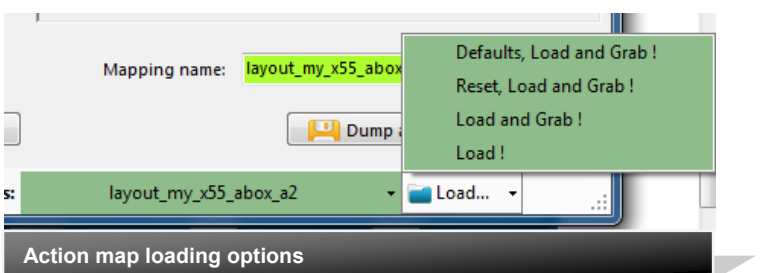 Defaults, Load and Grab !
Mapping name: layout_my_x55_abox
Reset, Load and Grab !
Load and Grab !
Dump
Load !
s: layout_my_x55_abox_a2 Load...
Action map loading options